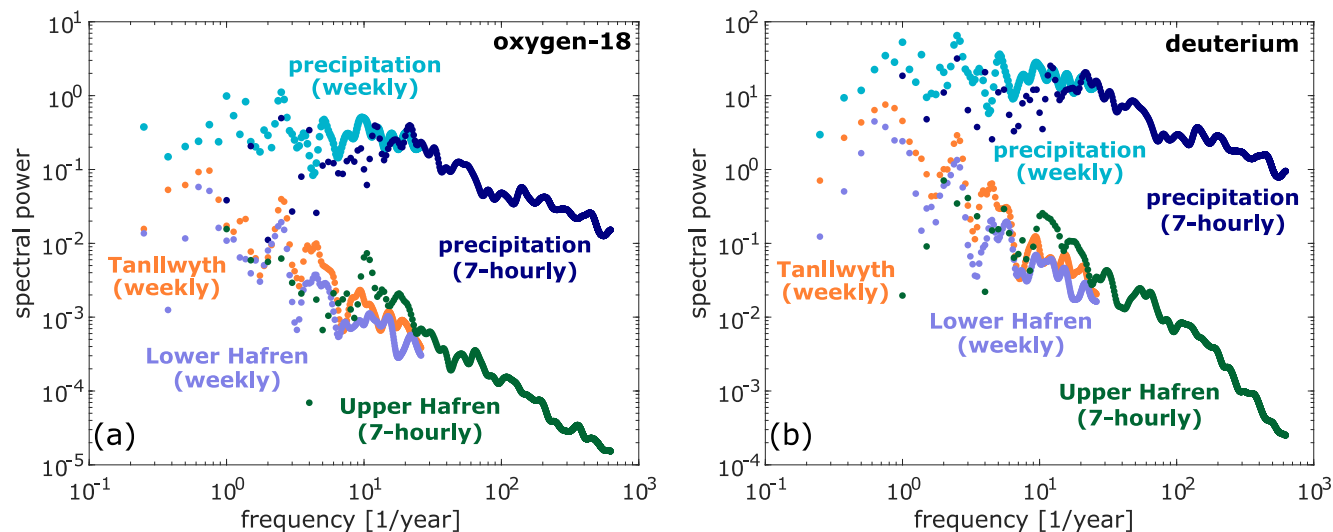 oxygen-18
precipitation
(weekly)
precipitation
(7-hourly)
Tanllwyth
(weekly)
Lower Hafren
(weekly)
Upper Hafren
(7-hourly)
(a)
spectral power
10^1
10^0
10^-1
10^-2
10^-3
10^-4
10^-5
10^-1
10^0
10^1
10^2
10^3
frequency [1/year]
deuterium
precipitation
(weekly)
precipitation
(7-hourly)
Tanllwyth
(weekly)
Lower Hafren
(weekly)
Upper Hafren
(7-hourly)
(b)
spectral power
10^2
10^1
10^0
10^-1
10^-2
10^-3
10^-4
10^-1
10^0
10^1
10^2
10^3
frequency [1/year]